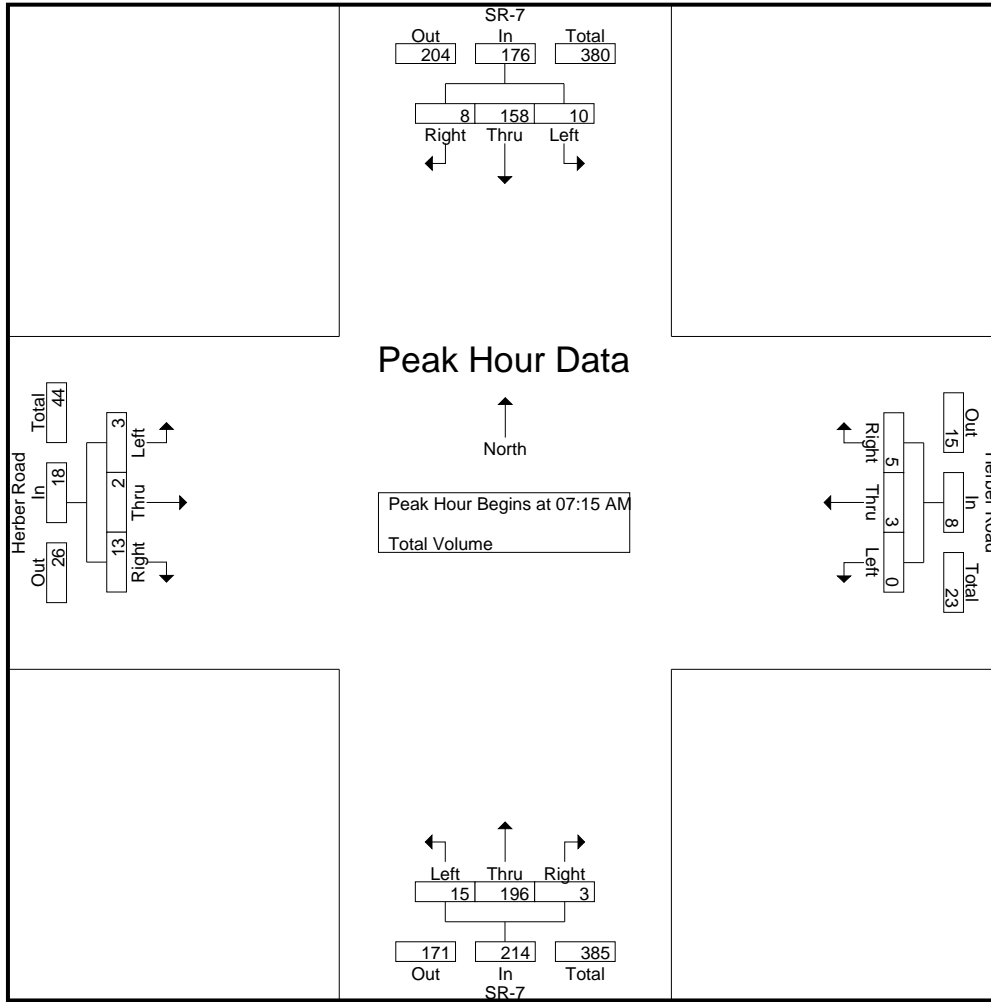 SR-7
Out In Total
204 176 380
8 158 10
Right Thru Left
Peak Hour Data
North
Peak Hour Begins at 07:15 AM
Total Volume
Herber Road
Out In Total
26 18 44
Left Thru Right
3 2 13
Right Thru Left
5 3 0
Out In Total
15 8 23
Herber Road
Left Thru Right
15 196 3
171 214 385
Out In Total
SR-7